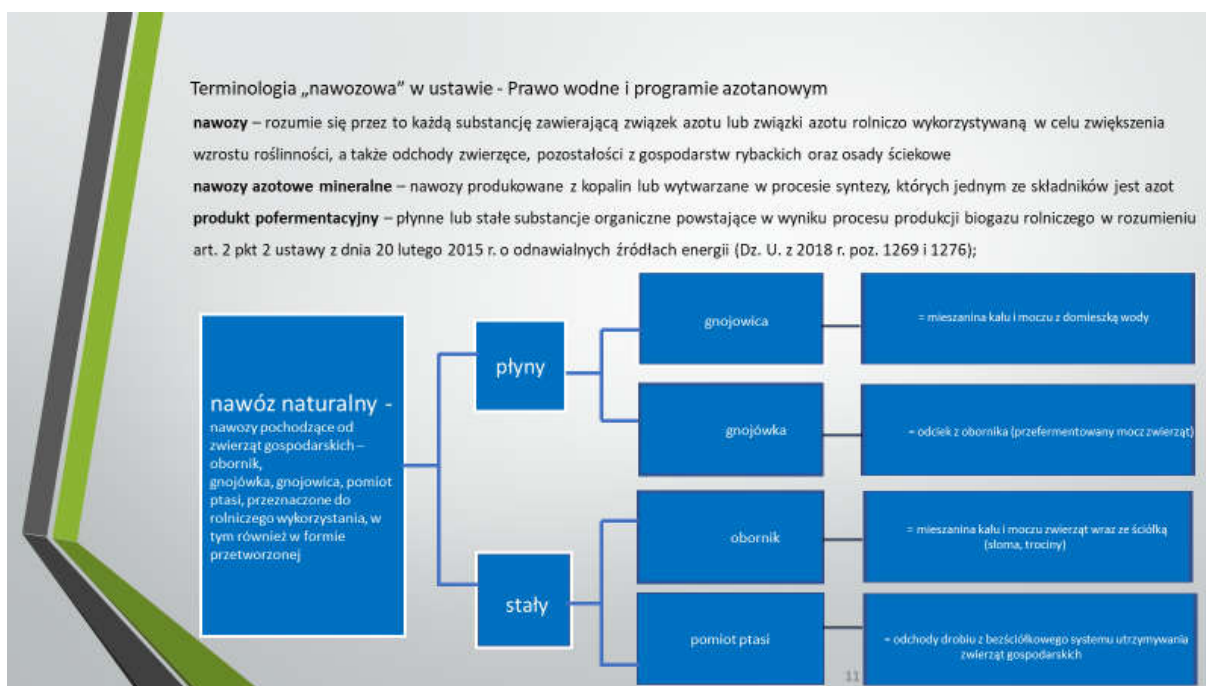 Terminologia „nawozowa” w ustawie - Prawo wodne i programie azotanowym
nawozy – rozumie się przez to każdą substancję zawierającą związek azotu lub związki azotu rolniczo wykorzystywaną w celu zwiększenia
wzrostu roślinności, a także odchody zwierzęce, pozostałości z gospodarstw rybackich oraz osady ściekowe
nawozy azotowe mineralne – nawozy produkowane z kopalin lub wytwarzane w procesie syntezy, których jednym ze składników jest azot
produkt pofermentacyjny – płynne lub stałe substancje organiczne powstające w wyniku procesu produkcji biogazu rolniczego w rozumieniu
art. 2 pkt 2 ustawy z dnia 20 lutego 2015 r. o odnawialnych źródłach energii (Dz. U. z 2018 r. poz. 1269 i 1276);
nawóz naturalny -
nawozy pochodzące od
zwierząt gospodarskich –
obornik,
gnojówka, gnojowica, pomiot
ptasi, przeznaczone do
rolniczego wykorzystania, w
tym również w formie
przetworzonej
płyny
gnojowica
= mieszanina kału i moczu z domieszką wody
gnojówka
= odciek z obornika (przefermentowany mocz zwierząt)
stały
obornik
= mieszanina kału i moczu zwierząt wraz ze ściółką
(słoma, trociny)
pomiot ptasi
= odchody drobiu z bezściółkowego systemu utrzymywania
zwierząt gospodarskich
11